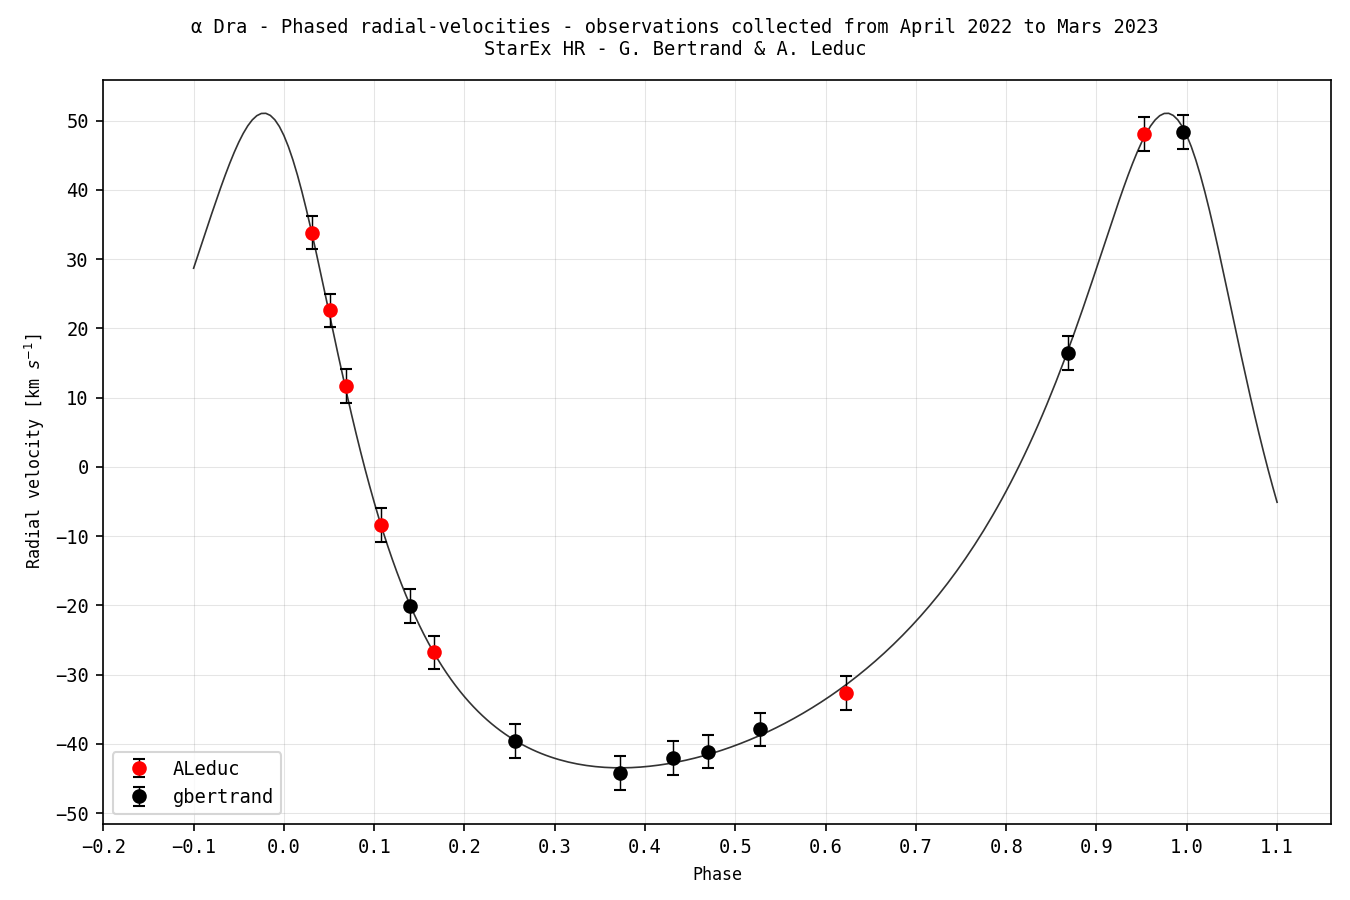 α Dra - Phased radial-velocities - observations collected from April 2022 to Mars 2023
StarEx HR - G. Bertrand & A. Leduc
50
40
30
20
10
0
−10
−20
−30
−40
−50
Radial velocity [km s⁻¹]
ALeduc
gbertrand
−0.2 −0.1 0.0 0.1 0.2 0.3 0.4 0.5 0.6 0.7 0.8 0.9 1.0 1.1
Phase